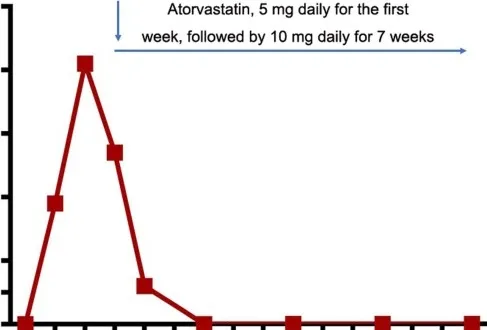 Atorvastatin, 5 mg daily for the first
week, followed by 10 mg daily for 7 weeks